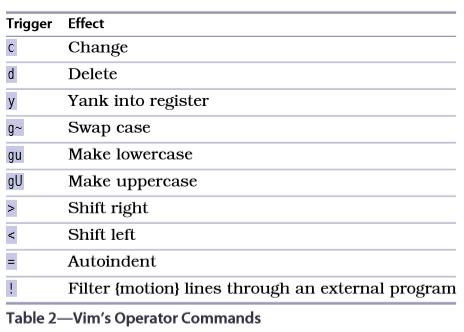 Trigger Effect
c Change
d Delete
y Yank into register
g~ Swap case
gu Make lowercase
gU Make uppercase
> Shift right
< Shift left
= Autoindent
! Filter {motion} lines through an external program
Table 2—Vim's Operator Commands